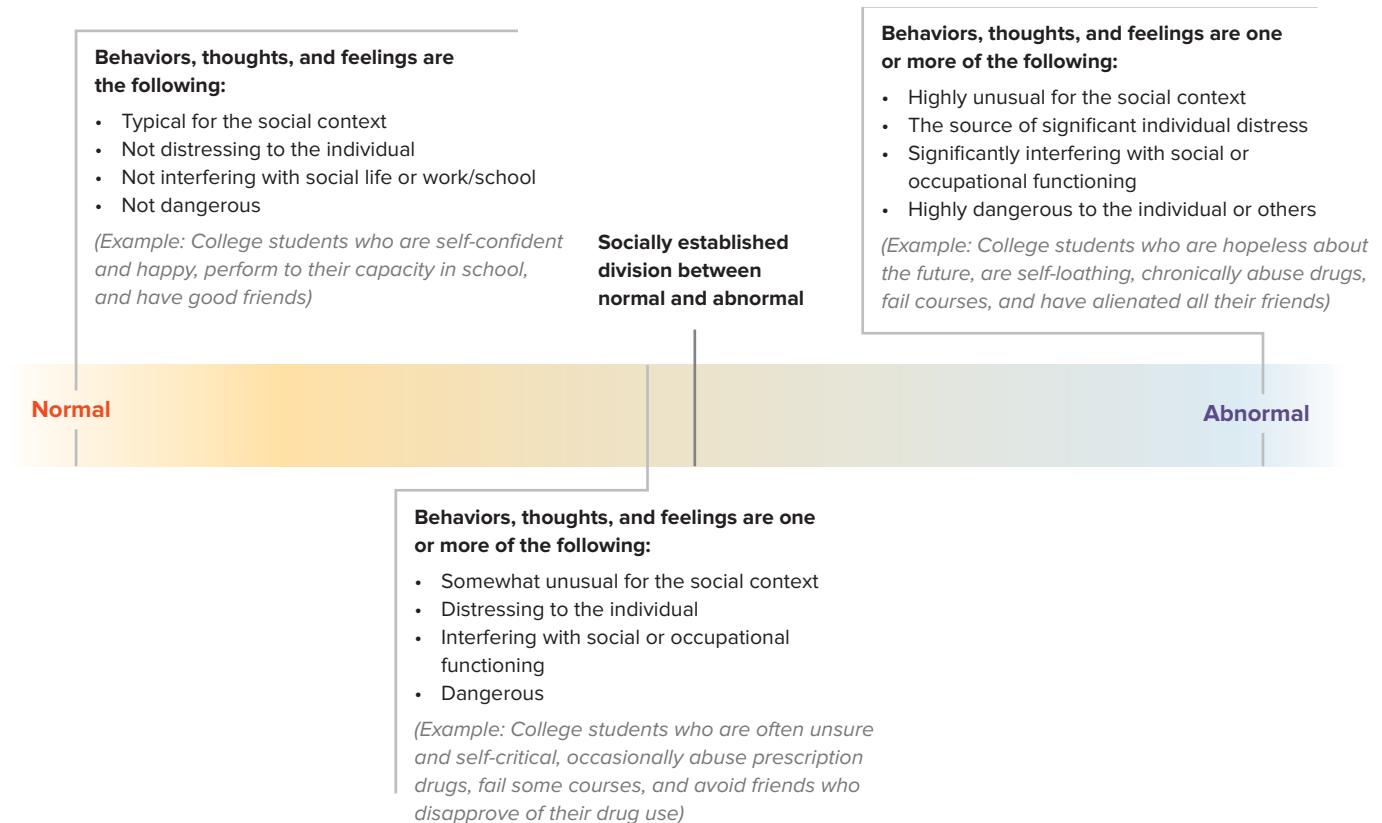 Behaviors, thoughts, and feelings are
the following:
• Typical for the social context
• Not distressing to the individual
• Not interfering with social life or work/school
• Not dangerous
(Example: College students who are self-confident
and happy, perform to their capacity in school,
and have good friends)
Socially established
division between
normal and abnormal
Behaviors, thoughts, and feelings are one
or more of the following:
• Highly unusual for the social context
• The source of significant individual distress
• Significantly interfering with social or
occupational functioning
• Highly dangerous to the individual or others
(Example: College students who are hopeless about
the future, are self-loathing, chronically abuse drugs,
fail courses, and have alienated all their friends)
Normal
Abnormal
Behaviors, thoughts, and feelings are one
or more of the following:
• Somewhat unusual for the social context
• Distressing to the individual
• Interfering with social or occupational
functioning
• Dangerous
(Example: College students who are often unsure
and self-critical, occasionally abuse prescription
drugs, fail some courses, and avoid friends who
disapprove of their drug use)